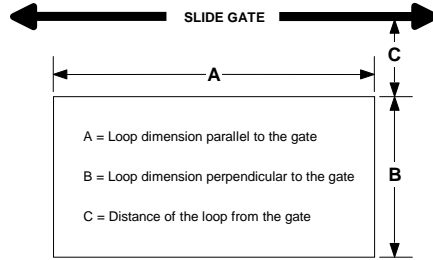 SLIDE GATE
C
A
A = Loop dimension parallel to the gate
B = Loop dimension perpendicular to the gate
B
C = Distance of the loop from the gate